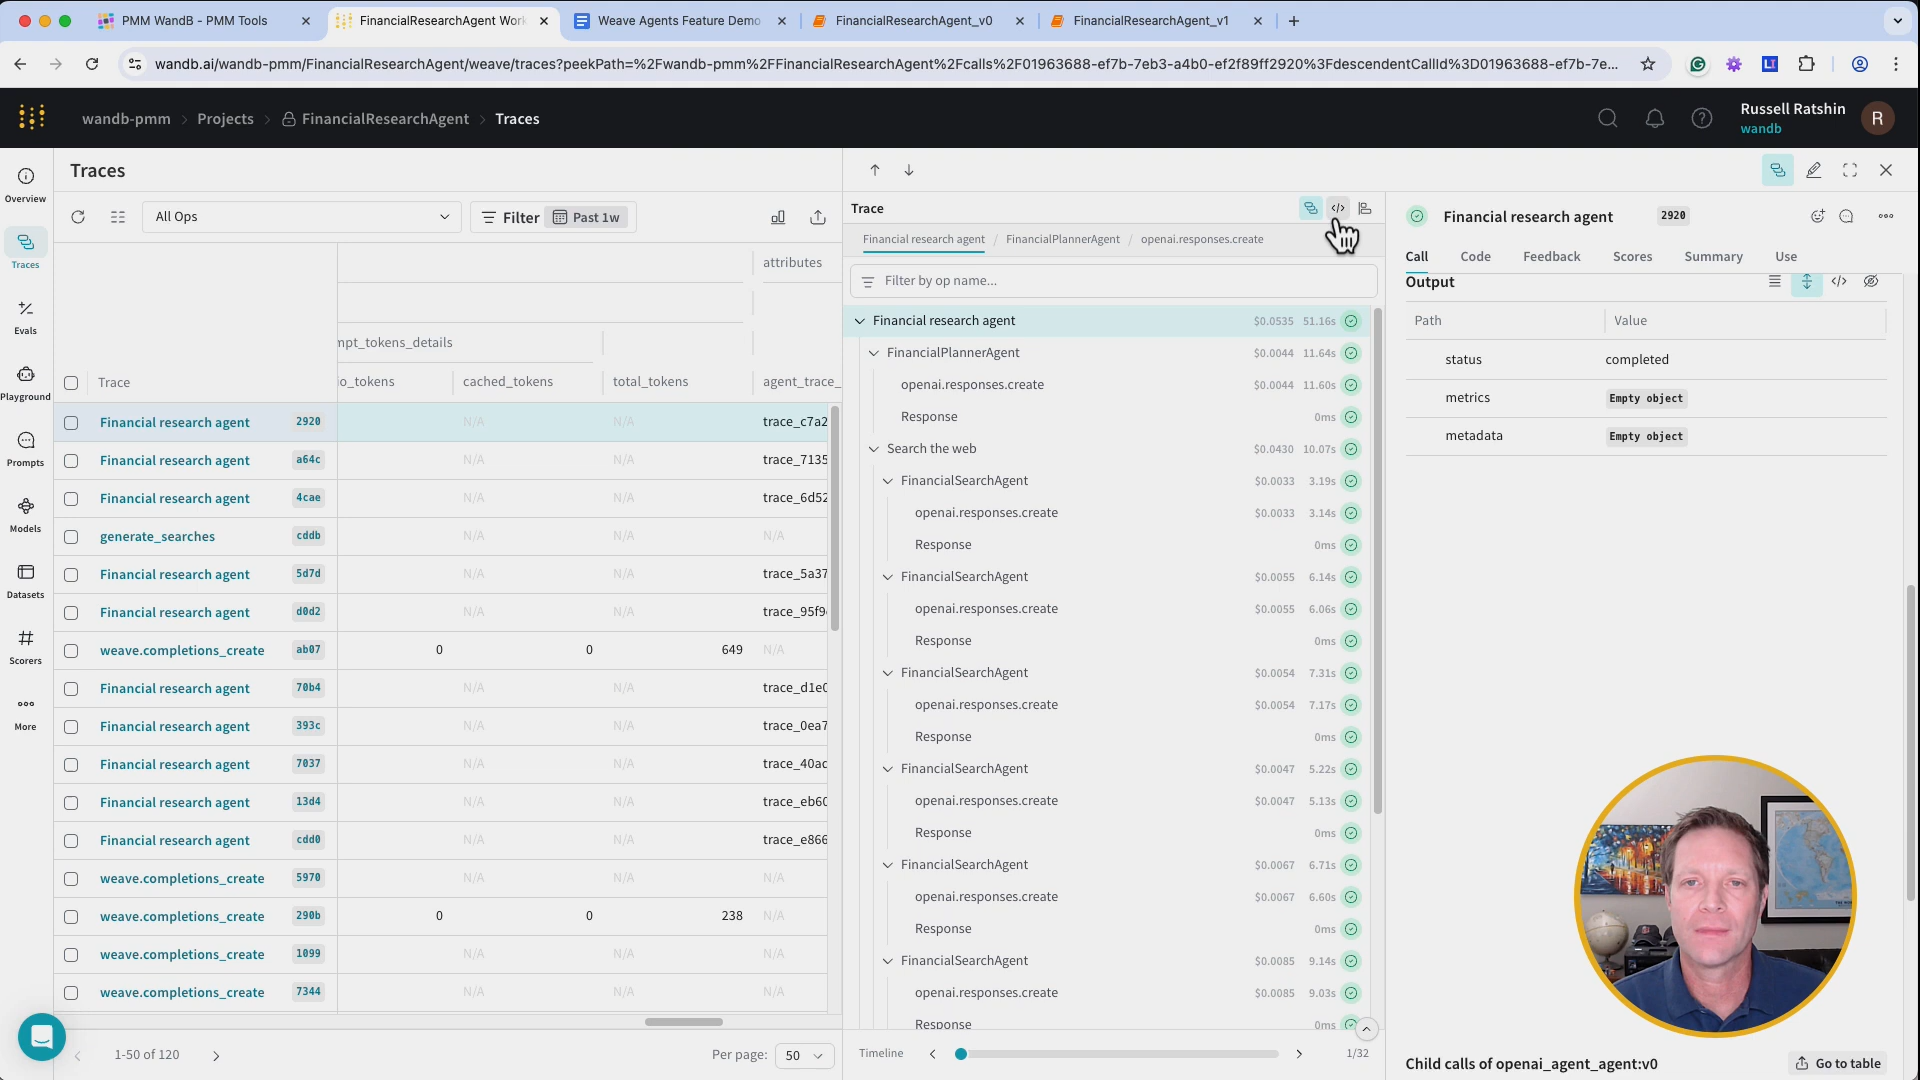 PMM WandB - PMM Tools
FinancialResearchAgent Work
Weave Agents Feature Demo
FinancialResearchAgent_v0
FinancialResearchAgent_v1
wandb.ai/wandb-pmm/FinancialResearchAgent/weave/traces?peekPath=%2Fwandb-pmm%2FFinancialResearchAgent%2Fcalls%2F01963688-ef7b-7eb3-a4b0-ef2f89ff2920%3FdescendentCallId%3D01963688-ef7b-7e...
wandb-pmm
Projects
FinancialResearchAgent
Traces
Russell Ratshin
wandb
R
Overview
Traces
Evals
Playground
Prompts
Models
Datasets
Scorers
More
Traces
All Ops
Filter
Past 1w
attributes
mpt_tokens_details
Trace
io_tokens
cached_tokens
total_tokens
agent_trace_
Financial research agent 2920 N/A N/A trace_c7a2
Financial research agent a64c N/A N/A trace_7135
Financial research agent 4cae N/A N/A trace_6d52
generate_searches cddb N/A N/A N/A
Financial research agent 5d7d N/A N/A trace_5a37
Financial research agent d0d2 N/A N/A trace_95f9
weave.completions_create ab07 0 0 649 N/A
Financial research agent 70b4 N/A N/A trace_d1e0
Financial research agent 393c N/A N/A trace_0ea7
Financial research agent 7037 N/A N/A trace_40ac
Financial research agent 13d4 N/A N/A trace_eb60
Financial research agent cdd0 N/A N/A trace_e866
weave.completions_create 5970 N/A N/A N/A
weave.completions_create 290b 0 0 238 N/A
weave.completions_create 1099 N/A N/A N/A
weave.completions_create 7344 N/A N/A N/A
1-50 of 120
Per page: 50
Trace
Financial research agent / FinancialPlannerAgent / openai.responses.create
Filter by op name...
Financial research agent $0.0535 51.16s
FinancialPlannerAgent $0.0044 11.64s
openai.responses.create $0.0044 11.60s
Response 0ms
Search the web $0.0430 10.07s
FinancialSearchAgent $0.0033 3.19s
openai.responses.create $0.0033 3.14s
Response 0ms
FinancialSearchAgent $0.0055 6.14s
openai.responses.create $0.0055 6.06s
Response 0ms
FinancialSearchAgent $0.0054 7.31s
openai.responses.create $0.0054 7.17s
Response 0ms
FinancialSearchAgent $0.0047 5.22s
openai.responses.create $0.0047 5.13s
Response 0ms
FinancialSearchAgent $0.0067 6.71s
openai.responses.create $0.0067 6.60s
Response 0ms
FinancialSearchAgent $0.0085 9.14s
openai.responses.create $0.0085 9.03s
Response 0ms
Timeline
1/32
Financial research agent 2920
Call
Code
Feedback
Scores
Summary
Use
Output
Path
Value
status completed
metrics Empty object
metadata Empty object
Child calls of openai_agent_agent:v0
Go to table